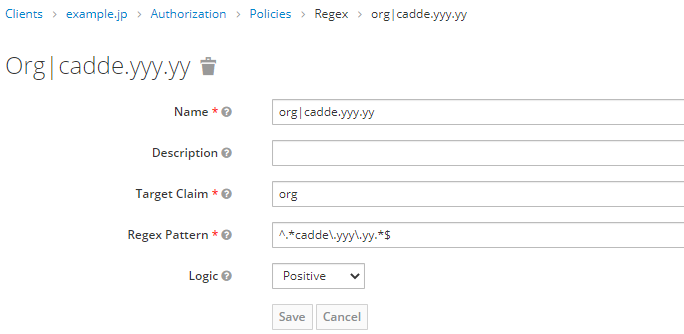 Clients > example.jp > Authorization > Policies > Regex > org|cadde.yyy.yy
Org|cadde.yyy.yy
Name * org|cadde.yyy.yy
Description
Target Claim * org
Regex Pattern * ^.*cadde\.yyy\.yy.*$
Logic Positive
Save Cancel